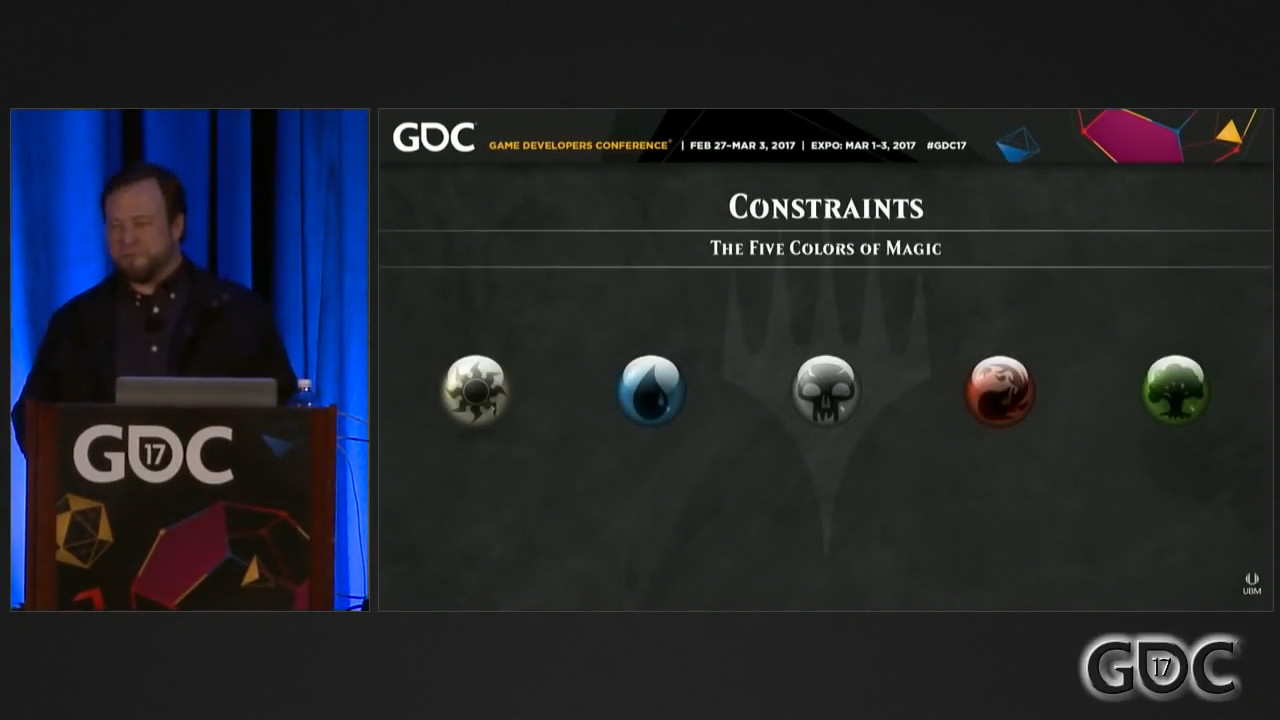 GDC GAME DEVELOPERS CONFERENCE® | FEB 27–MAR 3, 2017 | EXPO: MAR 1–3, 2017 #GDC17
CONSTRAINTS
THE FIVE COLORS OF MAGIC
GDC
17
UBM
GDC
17